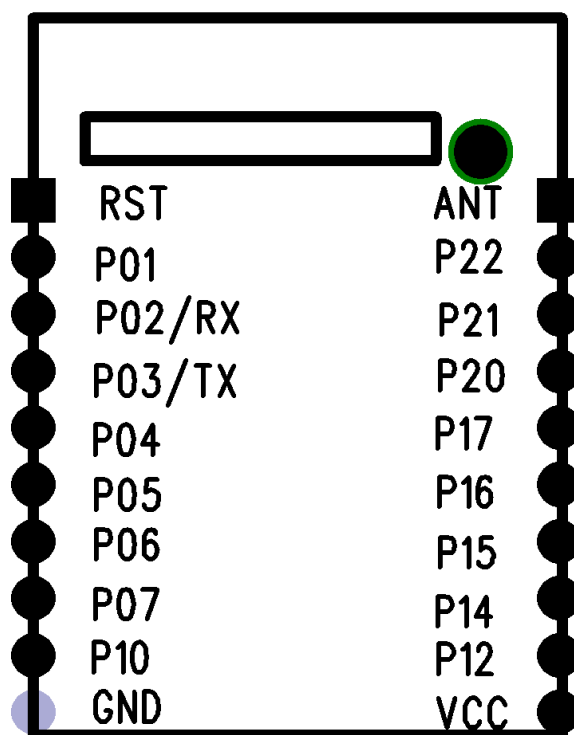 RST ANT
P01 P22
P02/RX P21
P03/TX P20
P04 P17
P05 P16
P06 P15
P07 P14
P10 P12
GND VCC